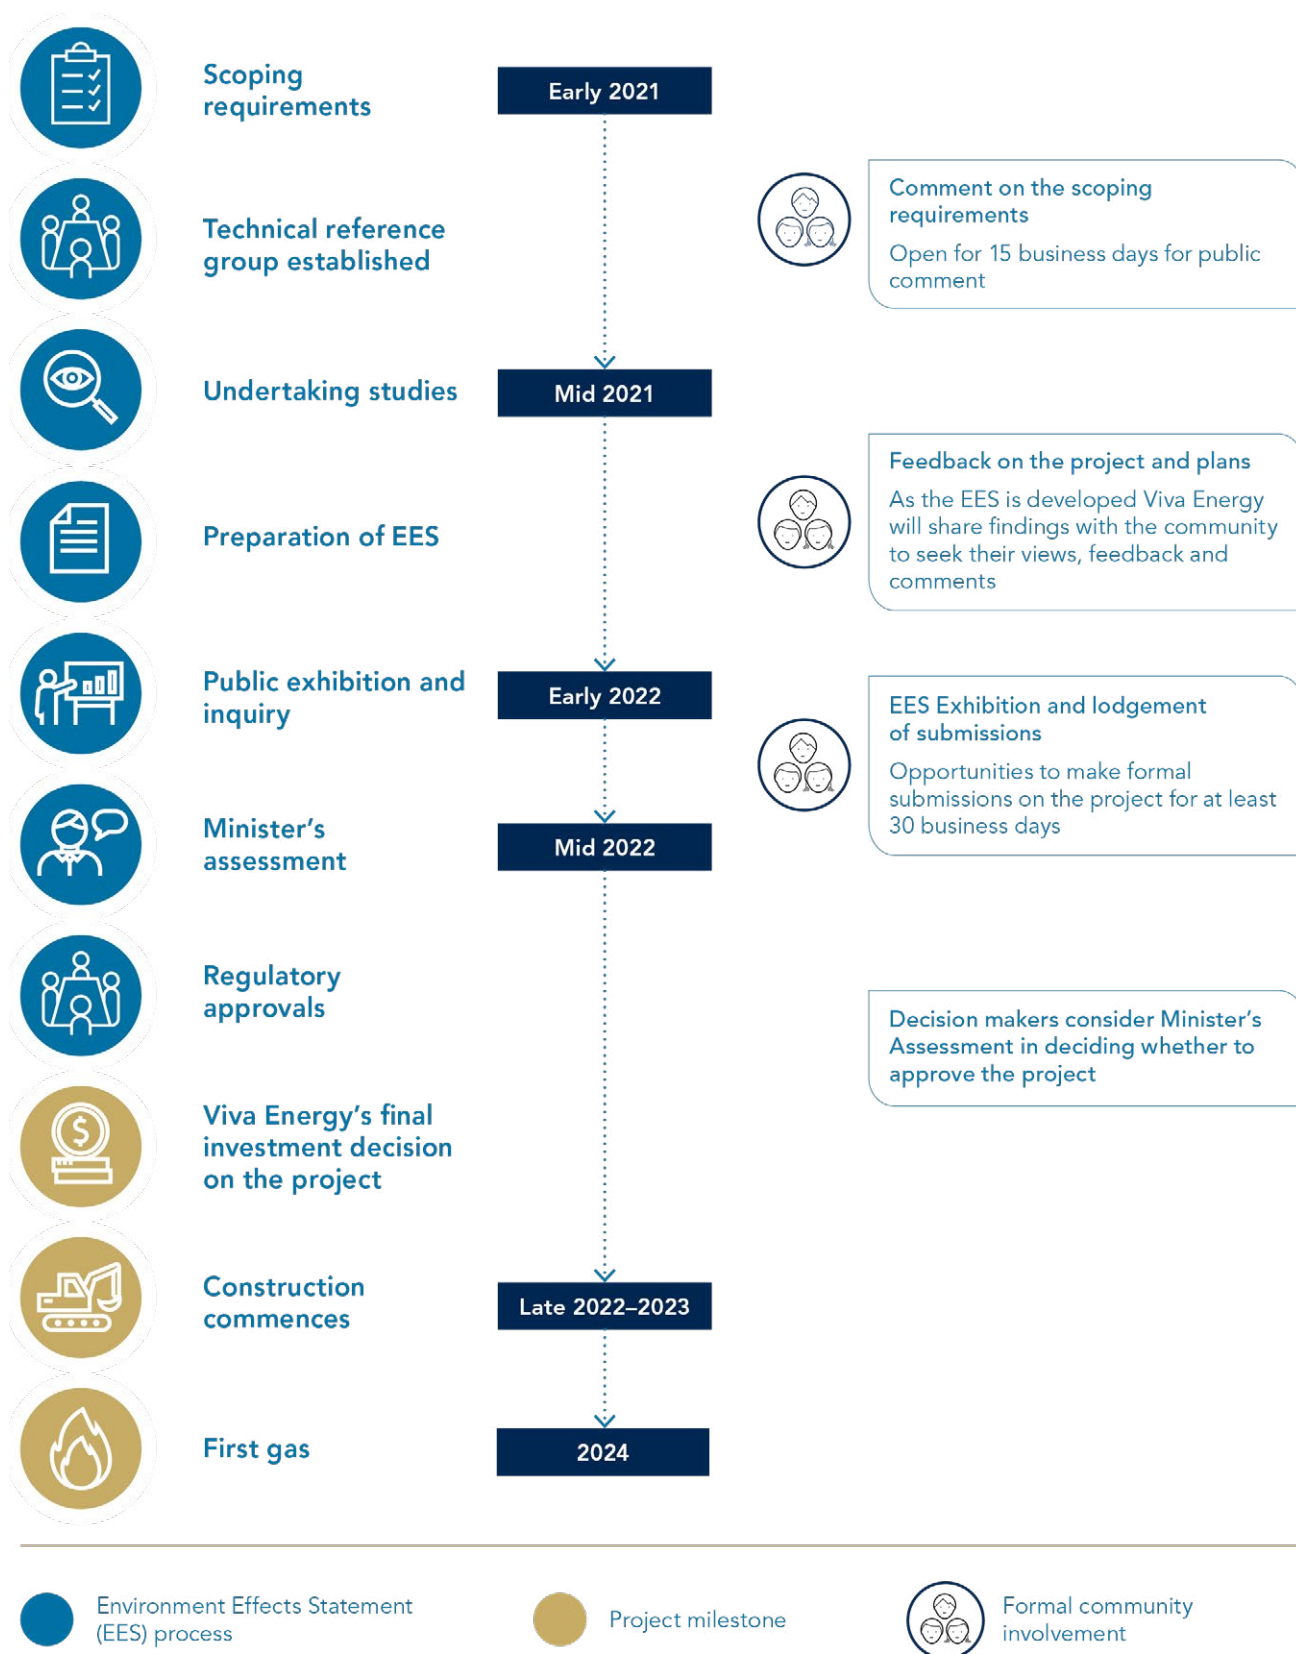 Scoping
requirements
Early 2021
Comment on the scoping
requirements
Open for 15 business days for public
comment
Technical reference
group established
Undertaking studies
Mid 2021
Feedback on the project and plans
As the EES is developed Viva Energy
will share findings with the community
to seek their views, feedback and
comments
Preparation of EES
Public exhibition and
inquiry
Early 2022
EES Exhibition and lodgement
of submissions
Opportunities to make formal
submissions on the project for at least
30 business days
Minister's
assessment
Mid 2022
Regulatory
approvals
Decision makers consider Minister's
Assessment in deciding whether to
approve the project
$
Viva Energy's final
investment decision
on the project
Construction
commences
Late 2022–2023
First gas
2024
Environment Effects Statement
(EES) process
Project milestone
Formal community
involvement